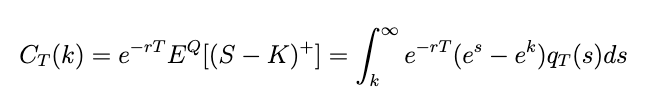 $C_T(k) = e^{-rT} E^Q[(S - K)^+] = \int_k^\infty e^{-rT}(e^s - e^k) q_T(s) ds$